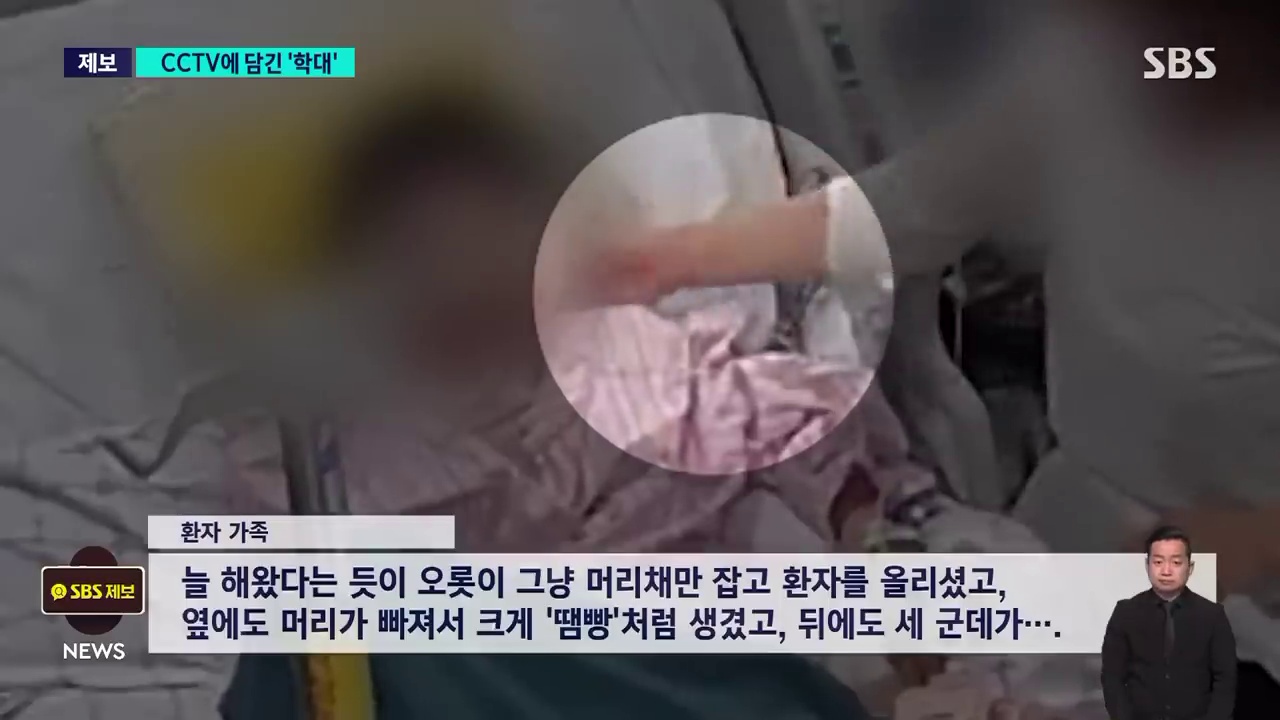 제보 CCTV에 담긴 '학대'
SBS
환자 가족
늘 해왔다는 듯이 오롯이 그냥 머리채만 잡고 환자를 올리셨고,
옆에도 머리가 빠져서 크게 '땜빵'처럼 생겼고, 뒤에도 세 군데가….
SBS 제보
NEWS